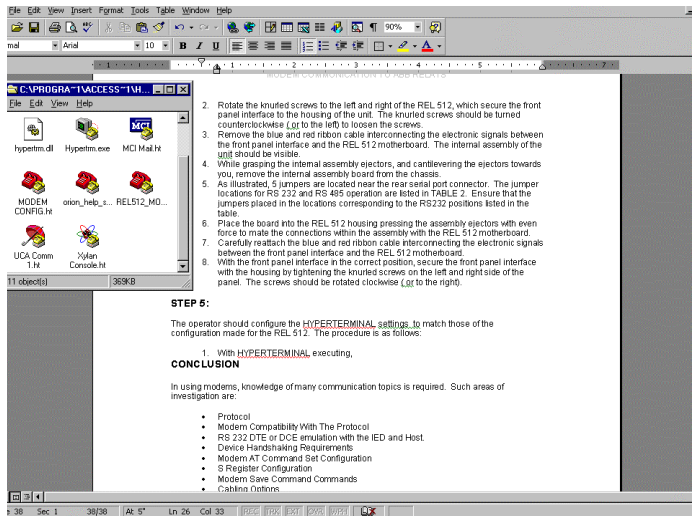 File Edit View Insert Format Tools Table Window Help
90%
mal Arial 10 B I U
1 1 2 3 4 5 7
MODEM COMMUNICATION TO ABB RELAYS
C:\PROGRA~1\ACCESS~1\H...
File Edit View Help
hypertrm.dll Hypertrm.exe MCI Mail.ht
MODEM CONFIG.ht orion_help_s... REL512_MO...
UCA Comm 1.ht Xylan Console.ht
11 object(s) 369KB
2. Rotate the knurled screws to the left and right of the REL 512, which secure the front
panel interface to the housing of the unit. The knurled screws should be turned
counterclockwise ( or to the left) to loosen the screws.
3. Remove the blue and red ribbon cable interconnecting the electronic signals between
the front panel interface and the REL 512 motherboard. The internal assembly of the
unit should be visible.
4. While grasping the internal assembly ejectors, and cantilevering the ejectors towards
you, remove the internal assembly board from the chassis.
5. As illustrated, 5 jumpers are located near the rear serial port connector. The jumper
locations for RS 232 and RS 485 operation are listed in TABLE 2. Ensure that the
jumpers placed in the locations corresponding to the RS232 positions listed in the
table.
6. Place the board into the REL 512 housing pressing the assembly ejectors with even
force to mate the connections within the assembly with the REL 512 motherboard.
7. Carefully reattach the blue and red ribbon cable interconnecting the electronic signals
between the front panel interface and the REL 512 motherboard.
8. With the front panel interface in the correct position, secure the front panel interface
with the housing by tightening the knurled screws on the left and right side of the
panel. The screws should be rotated clockwise ( or to the right).
STEP 5:
The operator should configure the HYPERTERMINAL settings to match those of the
configuration made for the REL 512. The procedure is as follows:
1. With HYPERTERMINAL executing,
CONCLUSION
In using modems, knowledge of many communication topics is required. Such areas of
investigation are:
• Protocol
• Modem Compatibility With The Protocol
• RS 232 DTE or DCE emulation with the IED and Host.
• Device Handshaking Requirements
• Modem AT Command Set Configuration
• S Register Configuration
• Modem Save Command Commands
• Cabling Options
e 38 Sec 1 38/38 At 5" Ln 26 Col 33 REC TRK EXT OVR WPH